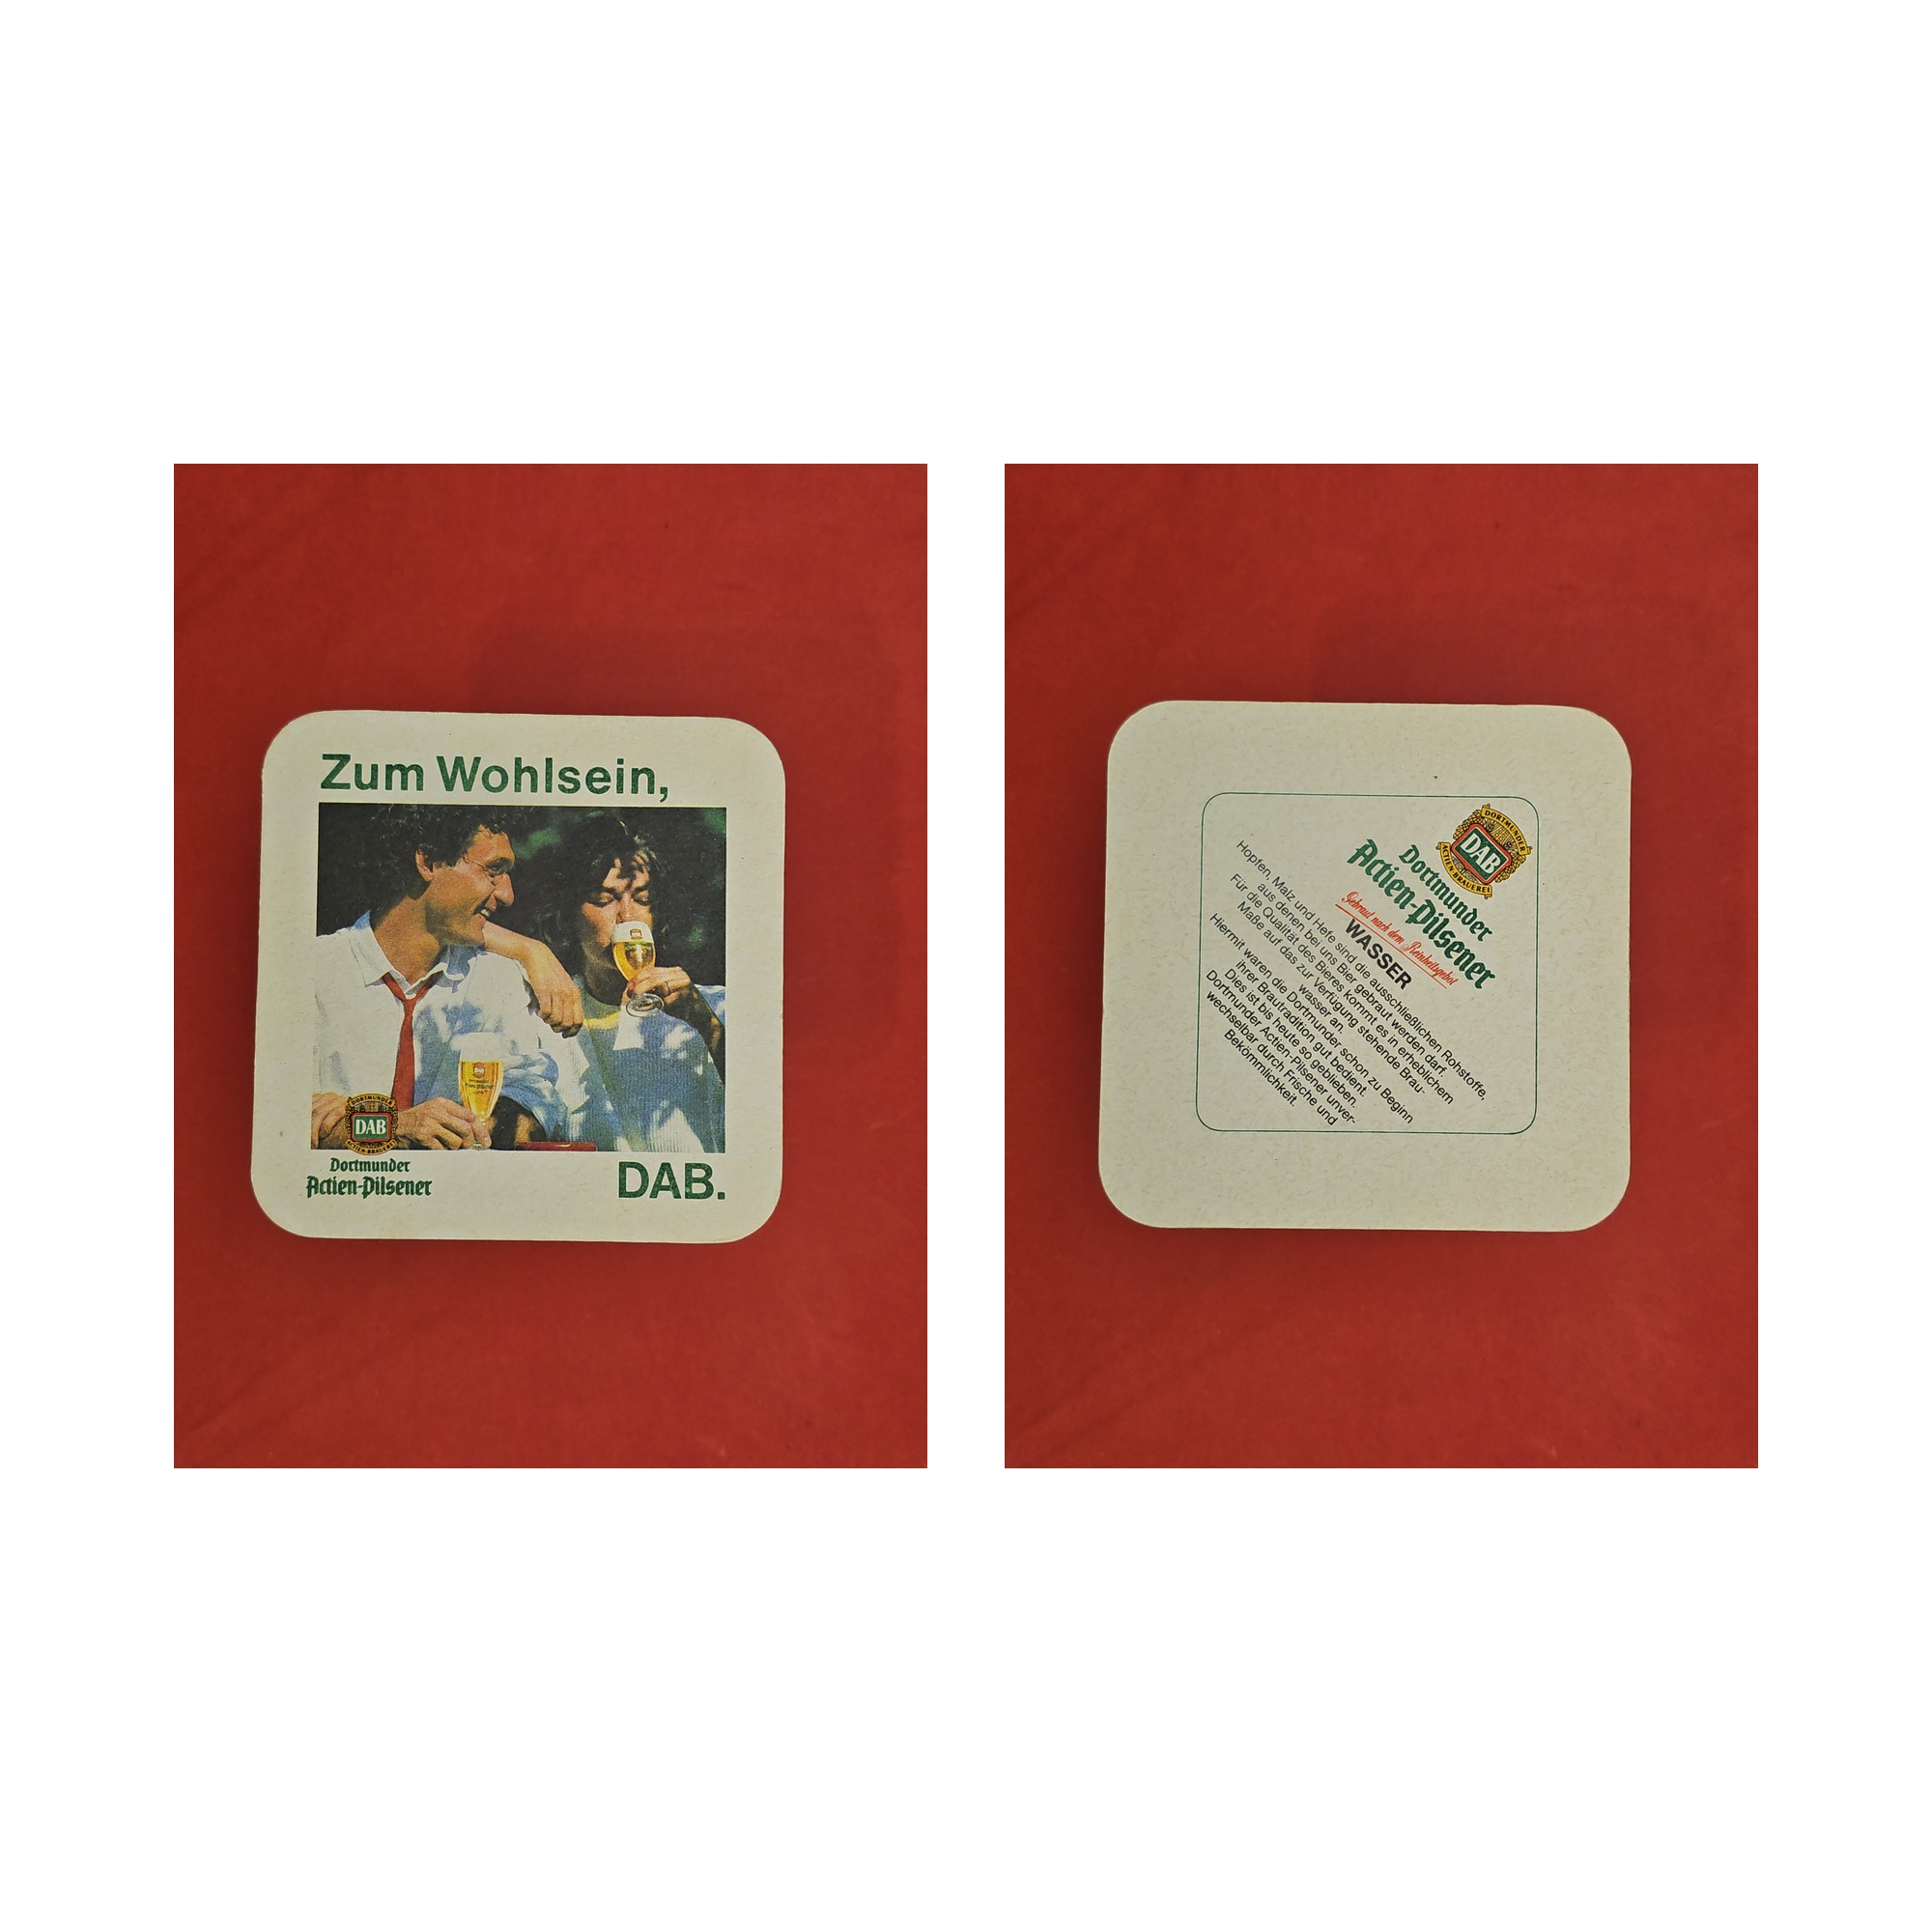 Zum Wohlsein,
DORTMUNDER
DAB
ACTIEN-BRAUEREI
Dortmunder
Actien-Pilsener
DAB.
DORTMUNDER
DAB
ACTIEN-BRAUEREI
Dortmunder
Actien-Pilsener
Gebraut nach dem Reinheitsgebot
WASSER
Hopfen, Malz und Hefe sind die ausschließlichen Rohstoffe,
aus denen bei uns Bier gebraut werden darf.
Für die Qualität des Bieres kommt es in erheblichem
Maße auf das zur Verfügung stehende Brau-
wasser an.
Hiermit waren die Dortmunder schon zu Beginn
ihrer Brautradition gut bedient.
Dies ist bis heute so geblieben.
Dortmunder Actien-Pilsener unver-
wechselbar durch Frische und
Bekömmlichkeit.